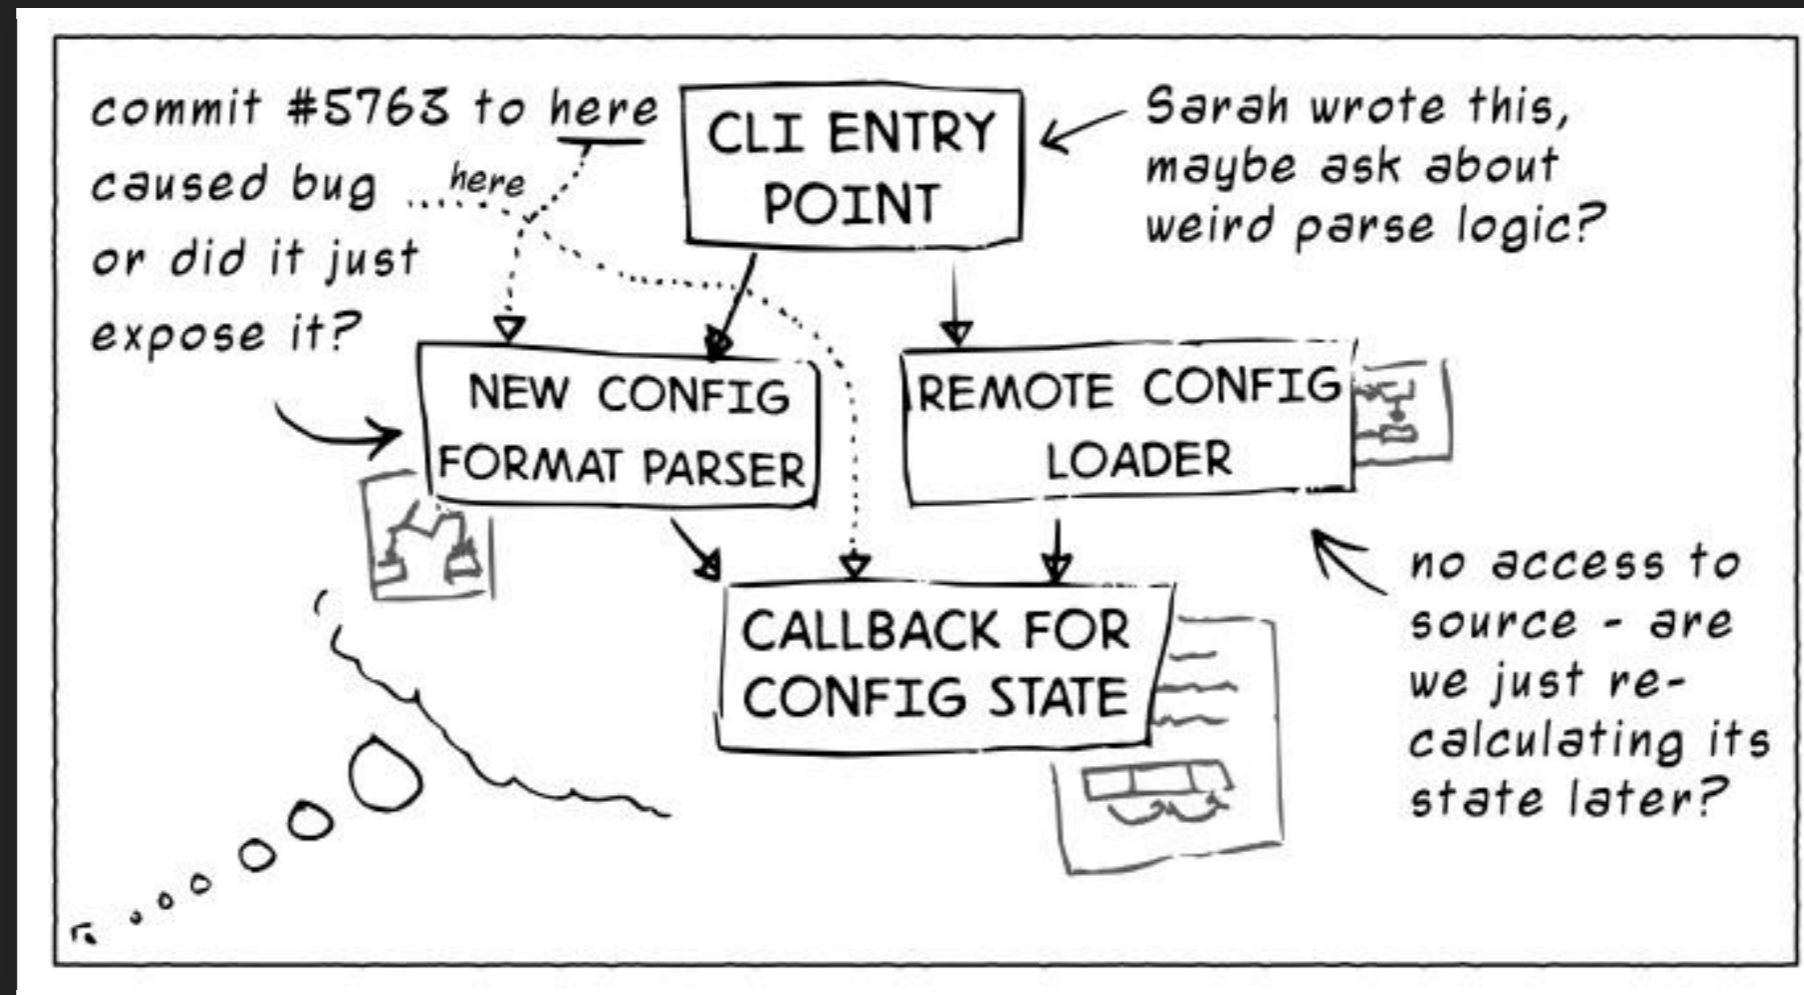 commit #5763 to here
caused bug
here
or did it just
expose it?
CLI ENTRY
POINT
Sarah wrote this,
maybe ask about
weird parse logic?
NEW CONFIG
FORMAT PARSER
REMOTE CONFIG
LOADER
CALLBACK FOR
CONFIG STATE
no access to
source - are
we just re-
calculating its
state later?